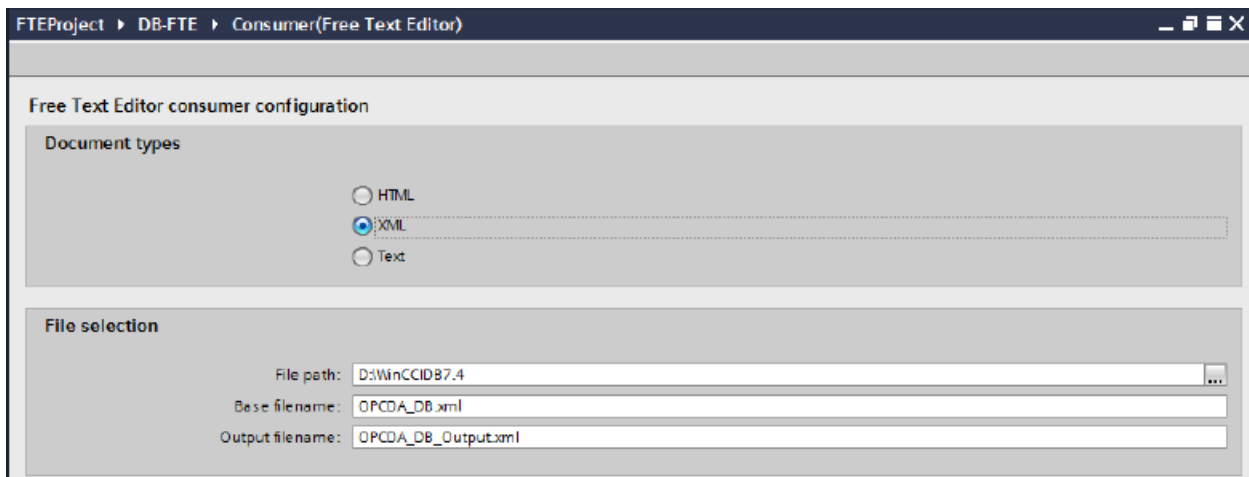 FTEProject ▸ DB-FTE ▸ Consumer(Free Text Editor)
Free Text Editor consumer configuration
Document types
HTML
XML
Text
File selection
File path: D:\WinCCIDB7.4 ...
Base filename: OPCDA_DB.xml
Output filename: OPCDA_DB_Output.xml